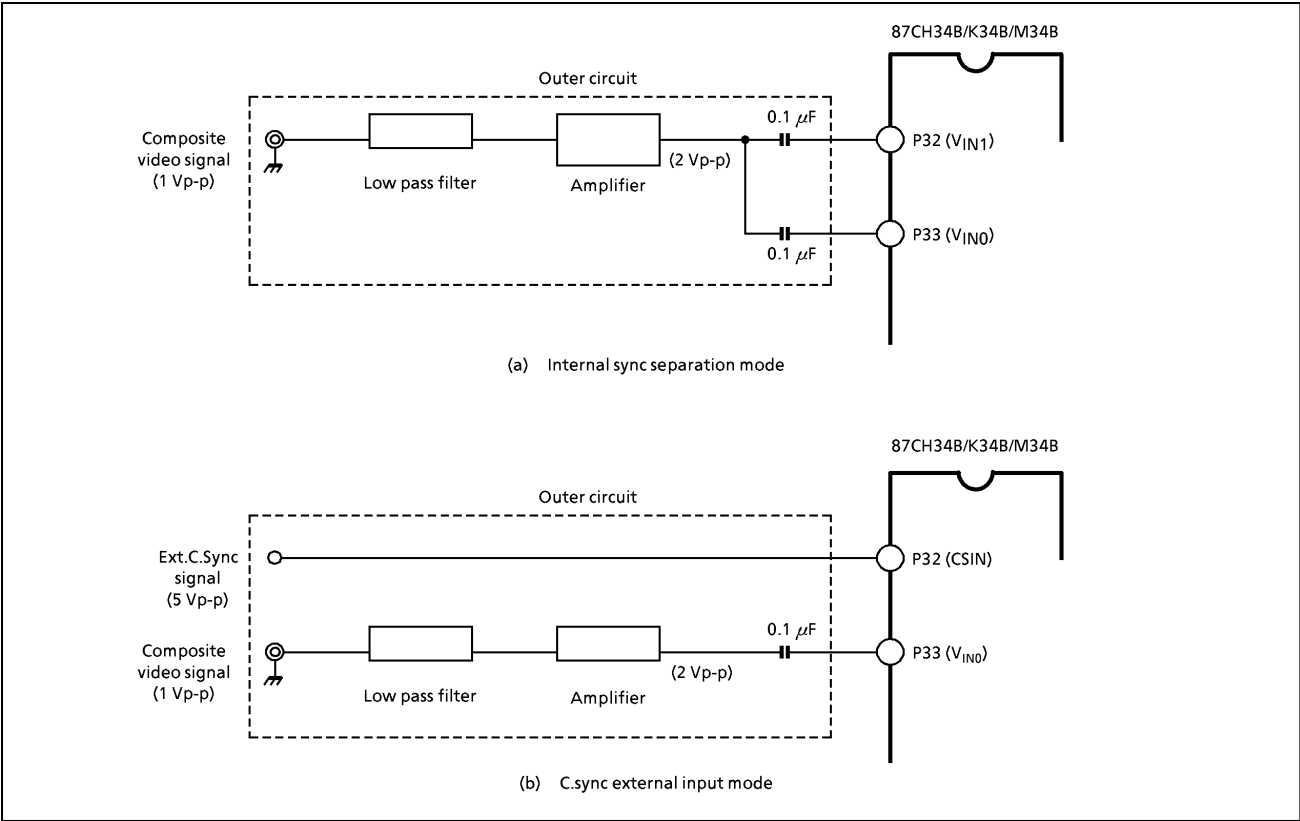 87CH34B/K34B/M34B
Outer circuit
0.1 μF
Composite
video signal
(1 Vp-p)
P32 (VIN1)
(2 Vp-p)
Low pass filter
Amplifier
P33 (VIN0)
0.1 μF
(a) Internal sync separation mode
87CH34B/K34B/M34B
Outer circuit
Ext.C.Sync
signal
(5 Vp-p)
P32 (CSIN)
0.1 μF
Composite
video signal
(1 Vp-p)
P33 (VIN0)
(2 Vp-p)
Low pass filter
Amplifier
(b) C.sync external input mode